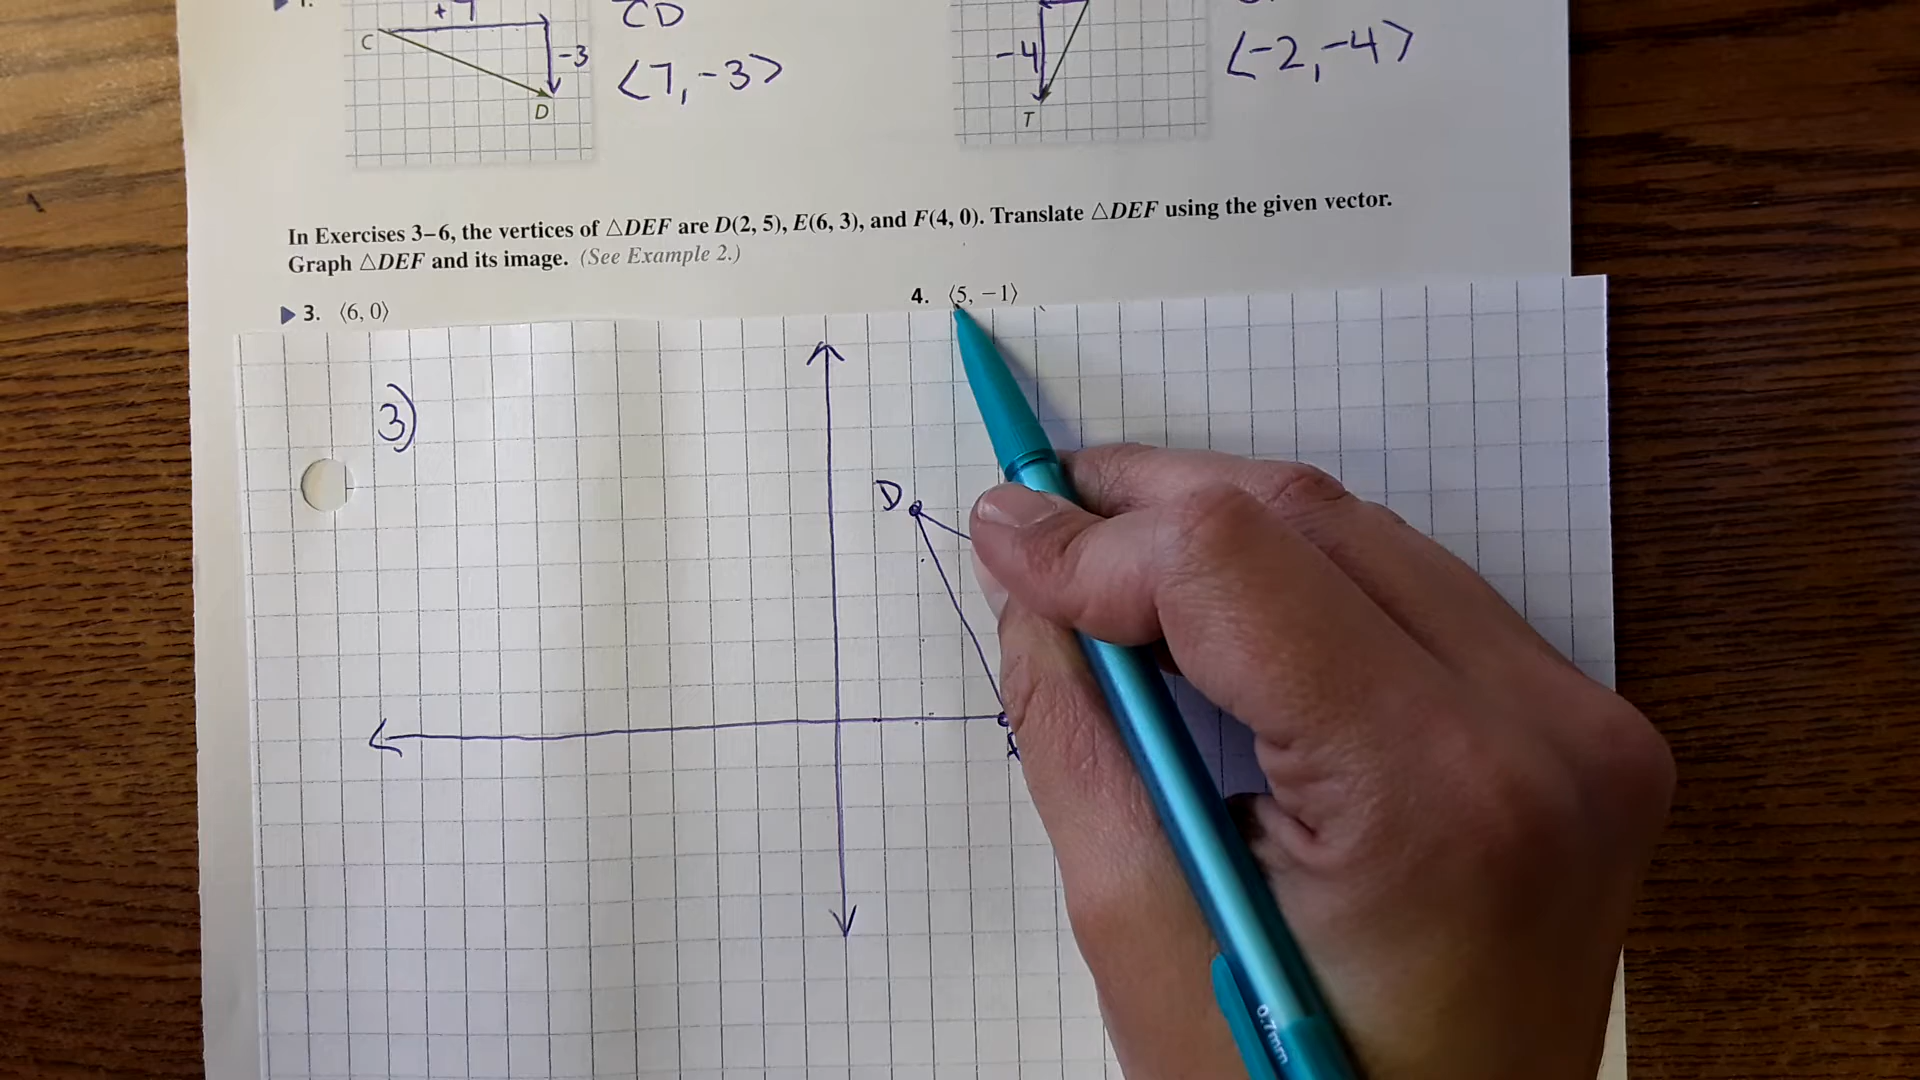 +7
CD
C
-3
-4
⟨7, -3⟩
⟨-2, -4⟩
D
T
In Exercises 3–6, the vertices of △DEF are D(2, 5), E(6, 3), and F(4, 0). Translate △DEF using the given vector.
Graph △DEF and its image. (See Example 2.)
3. ⟨6, 0⟩
4. ⟨5, −1⟩
3)
D
0.7mm